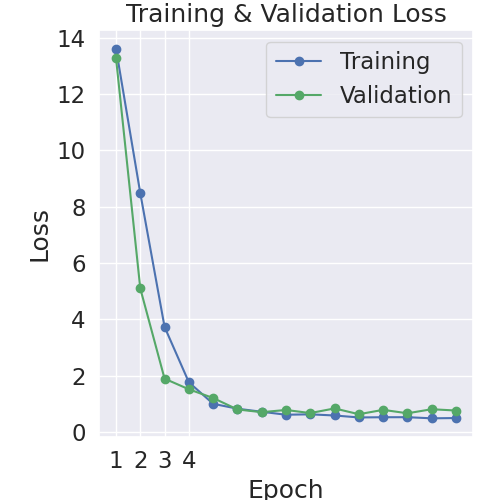 Training & Validation Loss
14
12
10
8
6
4
2
0
Loss
Training
Validation
1 2 3 4
Epoch